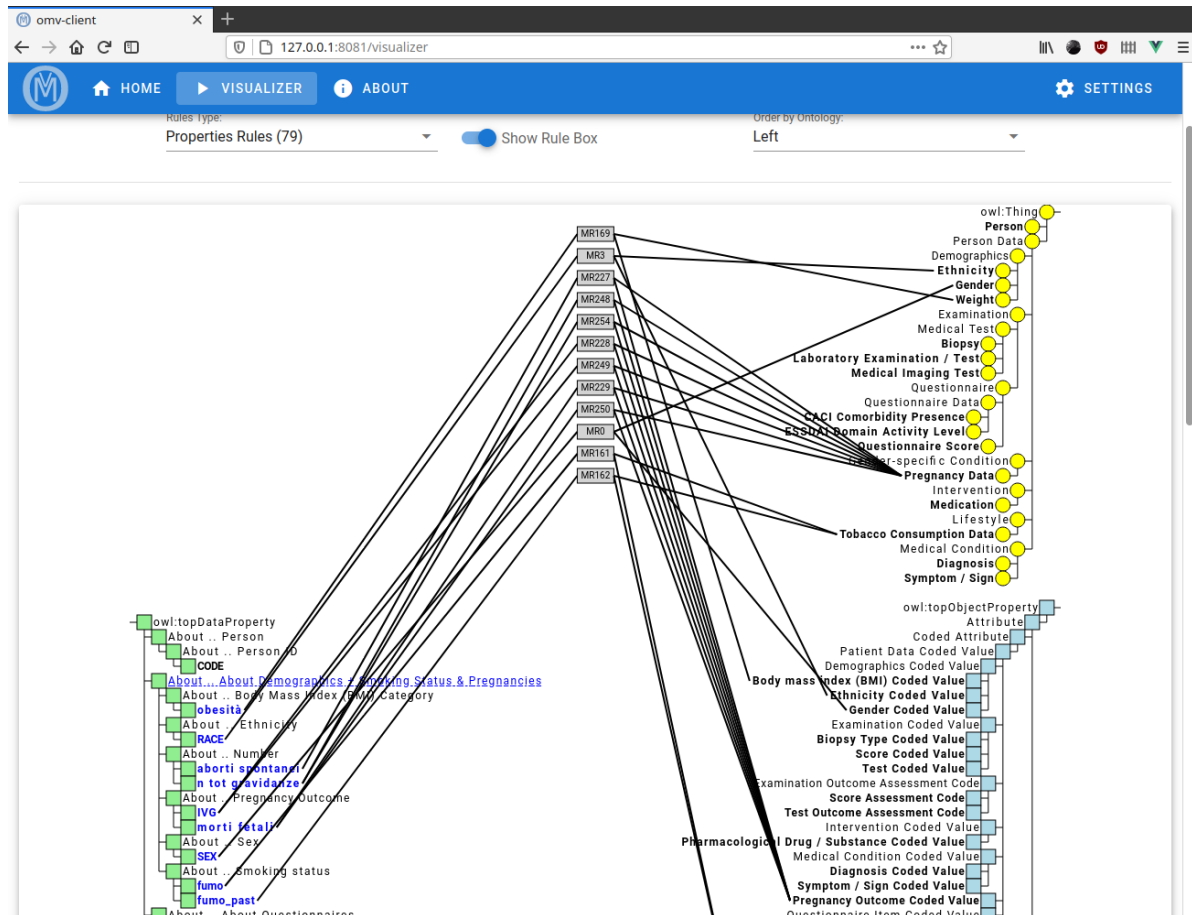 omv-client
127.0.0.1:8081/visualizer
HOME
VISUALIZER
ABOUT
SETTINGS
Rules Type:
Properties Rules (79)
Show Rule Box
Order by Ontology:
Left
MR169
MR3
MR227
MR248
MR254
MR228
MR249
MR229
MR250
MR0
MR161
MR162
owl:Thing
Person
Person Data
Demographics
Ethnicity
Gender
Weight
Examination
Medical Test
Biopsy
Laboratory Examination / Test
Medical Imaging Test
Questionnaire
Questionnaire Data
CACI Comorbidity Presence
ESSDAI Domain Activity Level
Questionnaire Score
Gender-specific Condition
Pregnancy Data
Intervention
Medication
Lifestyle
Tobacco Consumption Data
Medical Condition
Diagnosis
Symptom / Sign
owl:topDataProperty
About .. Person
About .. Person ID
CODE
About .. About Demographics + Smoking Status & Pregnancies
About .. Body Mass Index (BMI) Category
obesità
About .. Ethnicity
RACE
About .. Number
aborti spontanei
n tot gravidanze
About .. Pregnancy Outcome
IVG
morti fetali
About .. Sex
SEX
About .. Smoking status
fumo
fumo_past
About .. About Questionnaires
owl:topObjectProperty
Attribute
Coded Attribute
Patient Data Coded Value
Demographics Coded Value
Body mass index (BMI) Coded Value
Ethnicity Coded Value
Gender Coded Value
Examination Coded Value
Biopsy Type Coded Value
Score Coded Value
Test Coded Value
Examination Outcome Assessment Code
Score Assessment Code
Test Outcome Assessment Code
Intervention Coded Value
Pharmacological Drug / Substance Coded Value
Medical Condition Coded Value
Diagnosis Coded Value
Symptom / Sign Coded Value
Pregnancy Outcome Coded Value
Questionnaire Item Coded Value